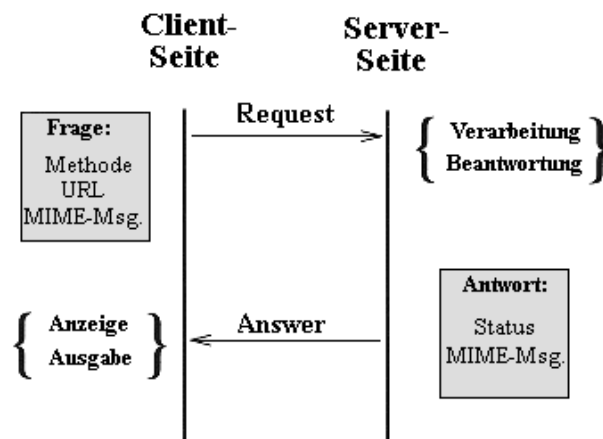 Client-
Seite
Server-
Seite
Request
Frage:
Methode
URL
MIME-Msg.
{ Verarbeitung
Beantwortung }
Answer
{ Anzeige
Ausgabe }
Antwort:
Status
MIME-Msg.